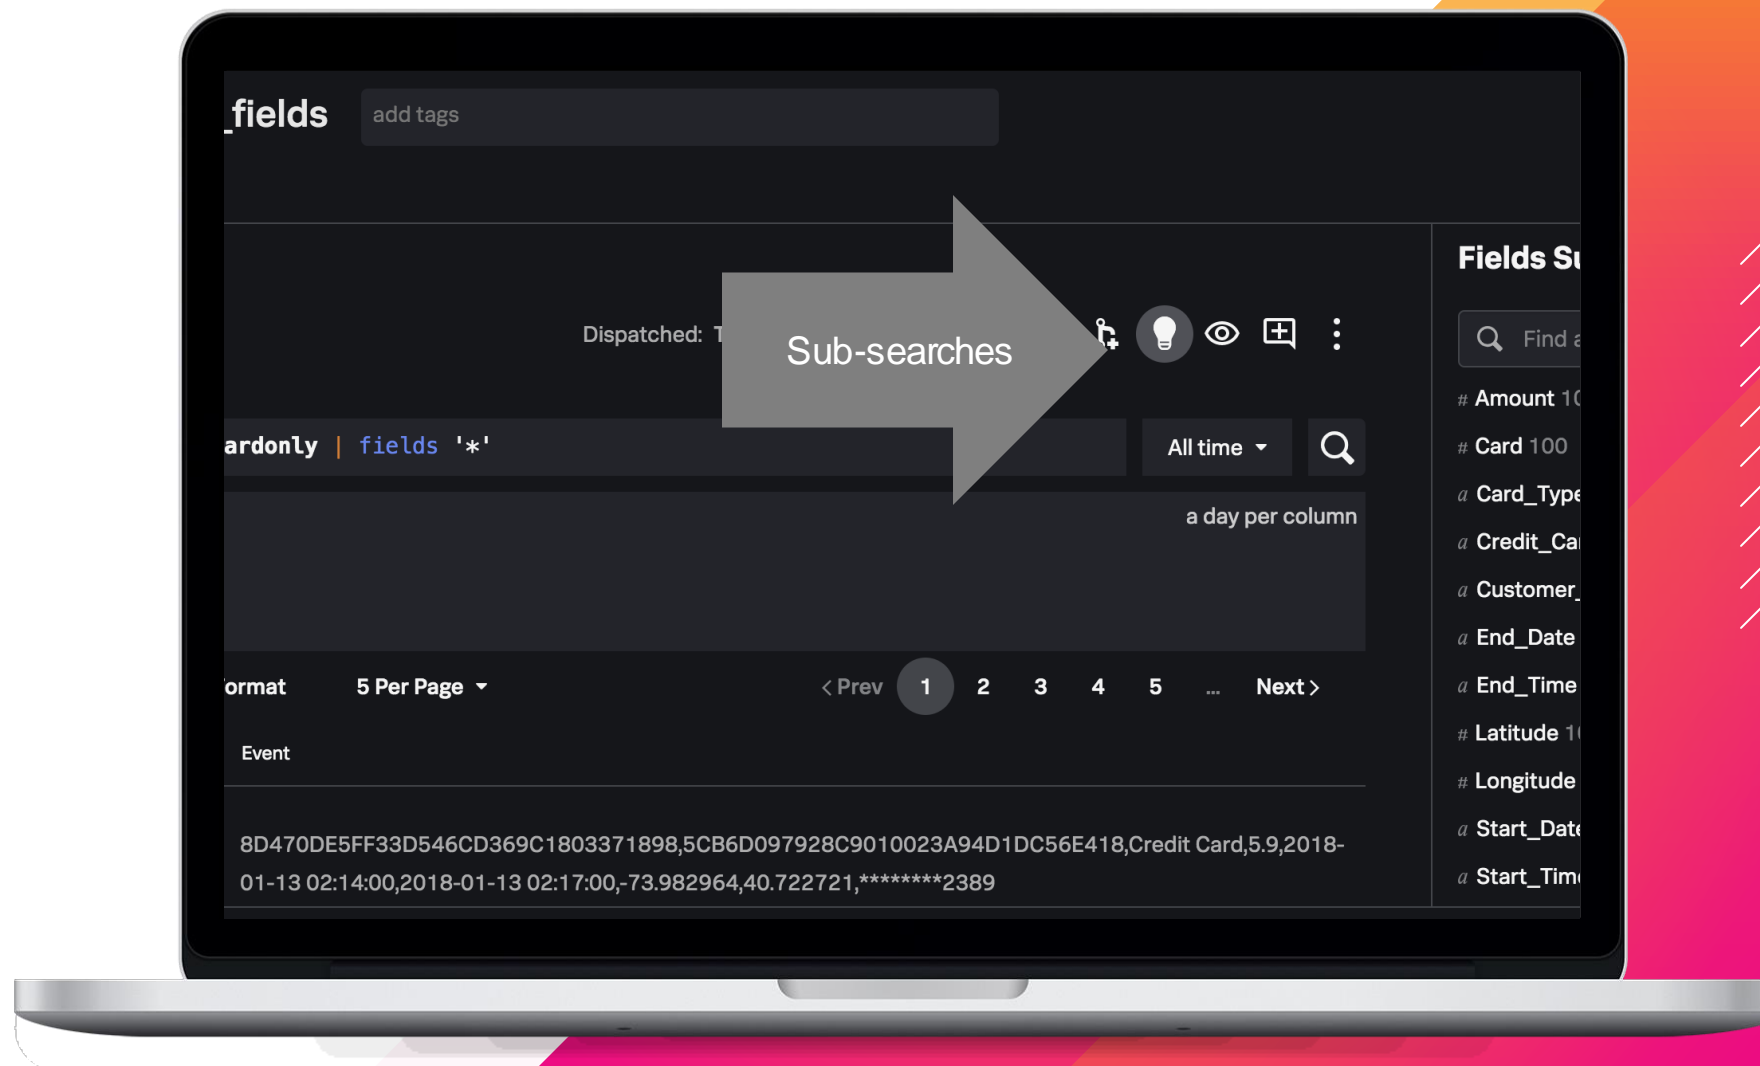 _fields
add tags
Dispatched:
Sub-searches
ardonly | fields '*'
All time
a day per column
ormat
5 Per Page
< Prev 1 2 3 4 5 ... Next >
Event
8D470DE5FF33D546CD369C1803371898,5CB6D097928C9010023A94D1DC56E418,Credit Card,5.9,2018-
01-13 02:14:00,2018-01-13 02:17:00,-73.982964,40.722721,********2389
Fields Su
Find a
# Amount 10
# Card 100
a Card_Type
a Credit_Car
a Customer_
a End_Date
a End_Time
# Latitude 10
# Longitude
a Start_Date
a Start_Time